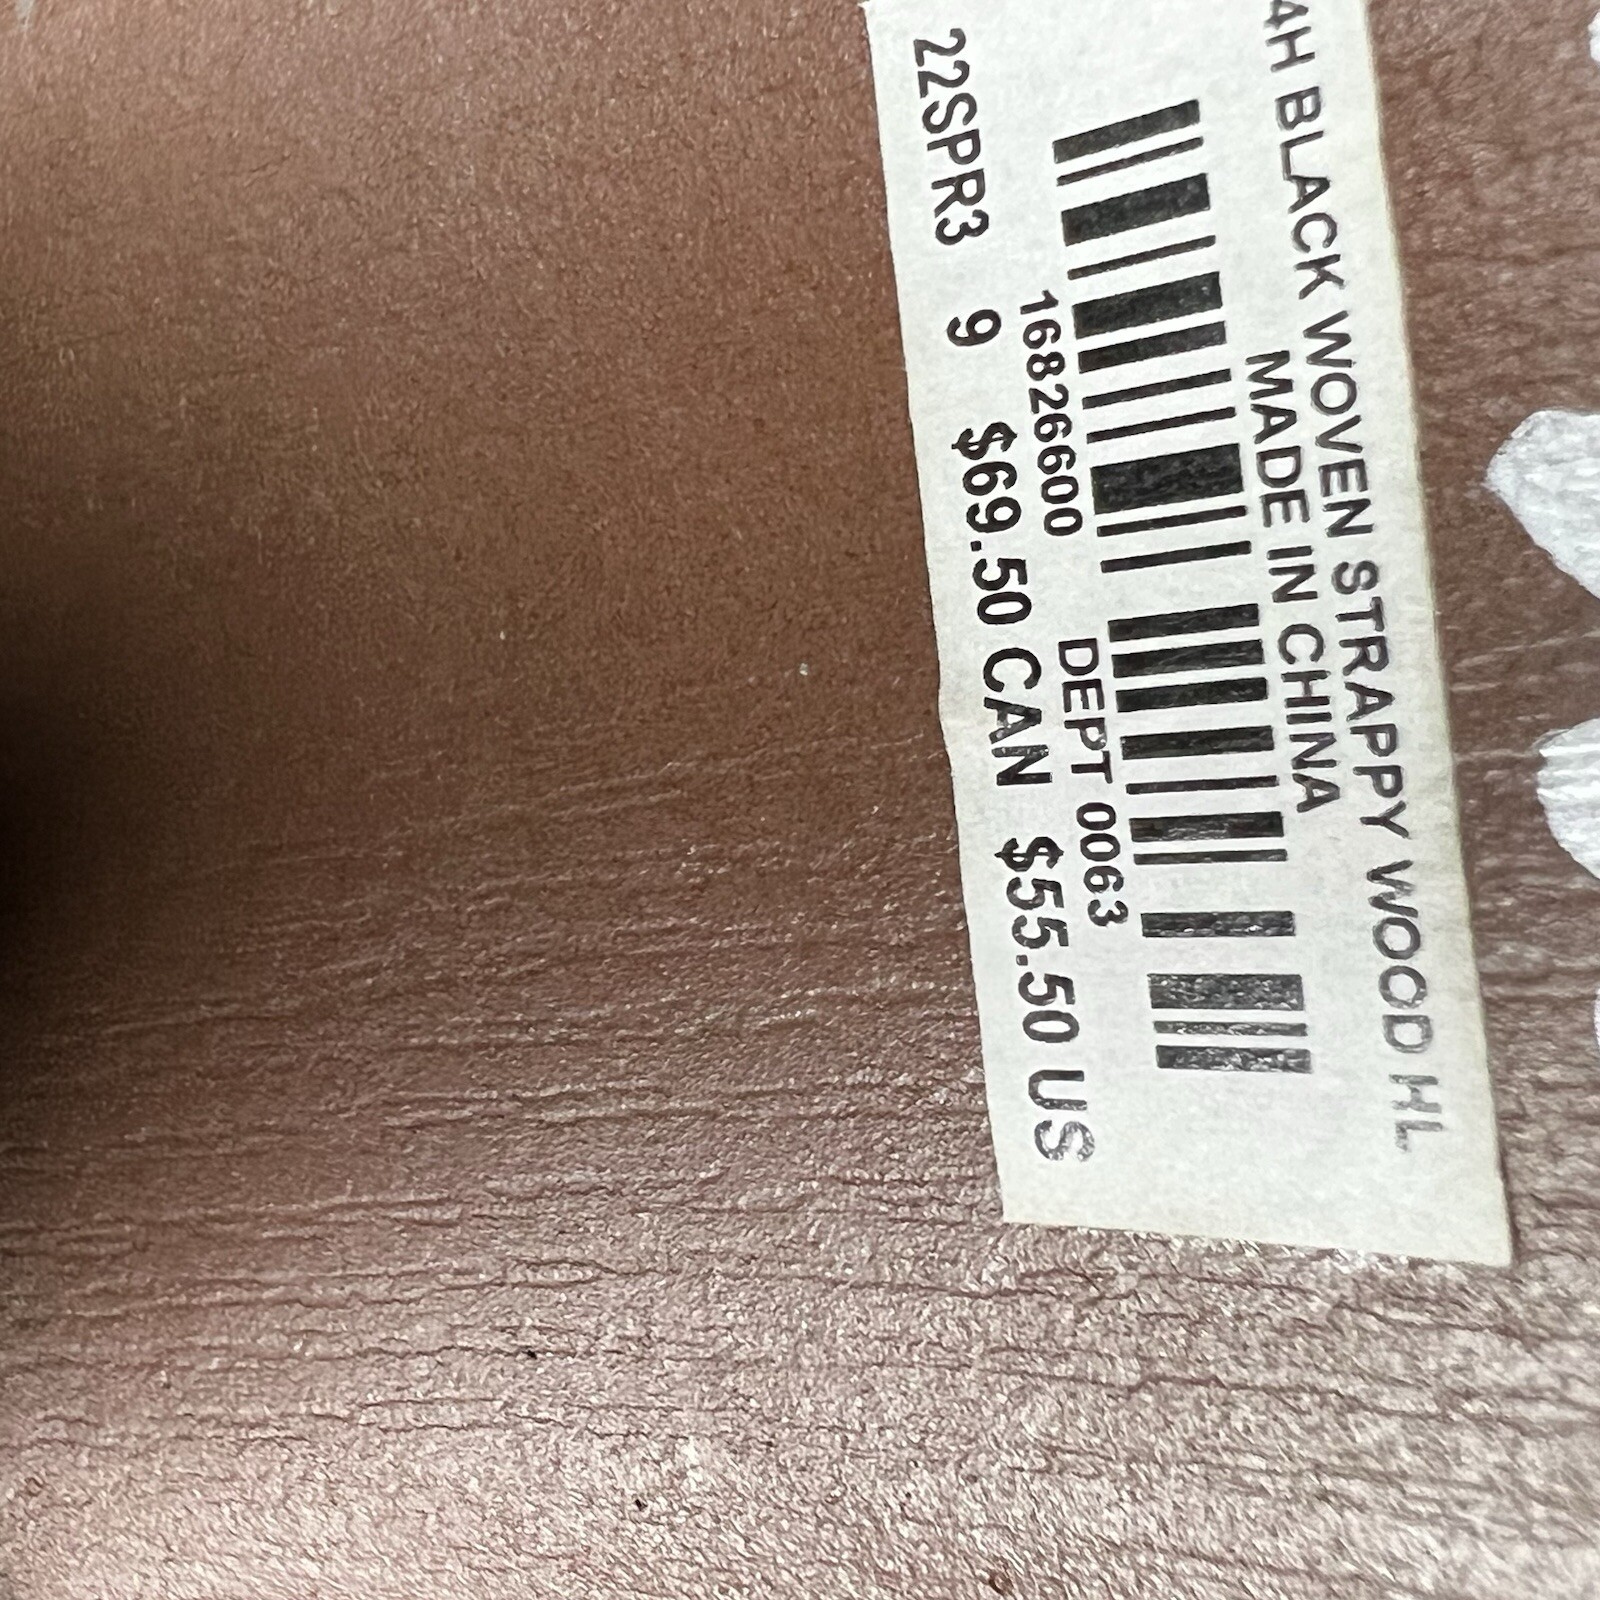 4H BLACK WOVEN STRAPPY WOOD HL
MADE IN CHINA
16826600 DEPT 0063
22SPR3 9 $69.50 CAN $55.50 US